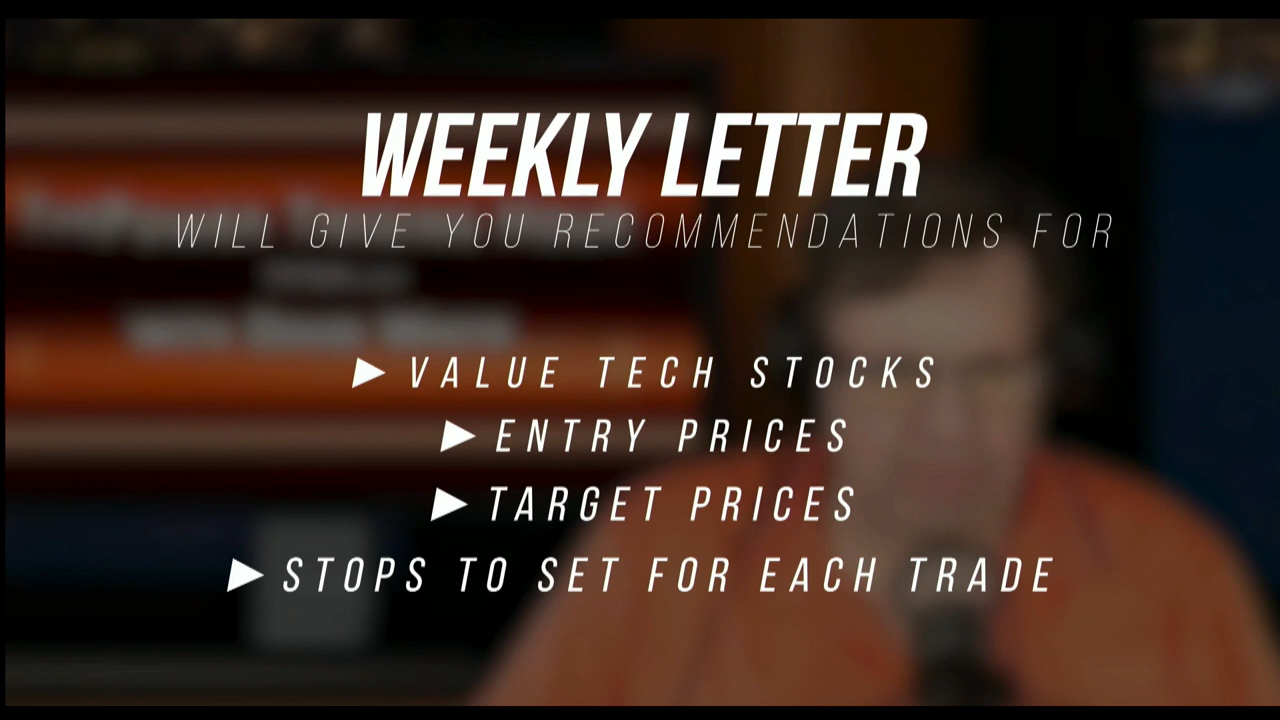 WEEKLY LETTER
WILL GIVE YOU RECOMMENDATIONS FOR
▶ VALUE TECH STOCKS
▶ ENTRY PRICES
▶ TARGET PRICES
▶ STOPS TO SET FOR EACH TRADE